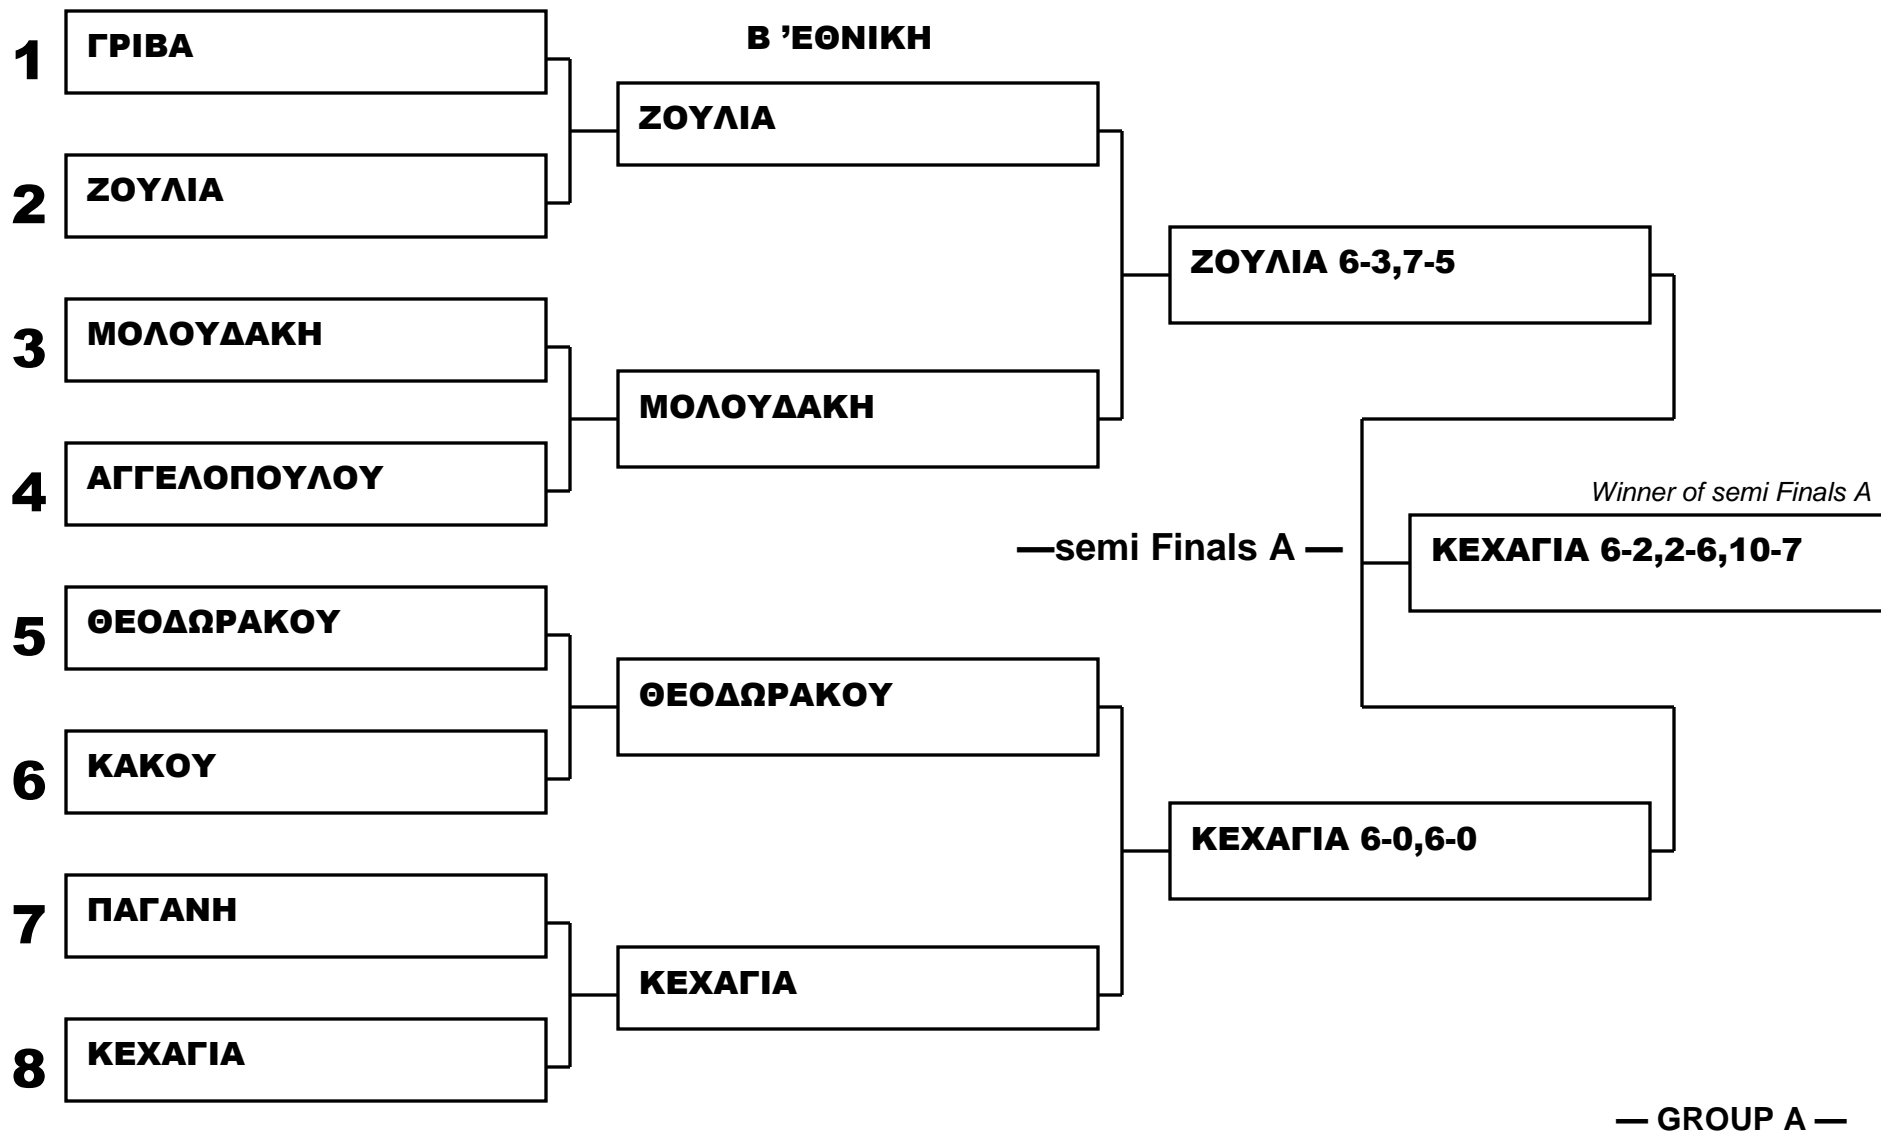 Β ’ΕΘΝΙΚΗ
1 ΓΡΙΒΑ
ΖΟΥΛΙΑ
2 ΖΟΥΛΙΑ
ΖΟΥΛΙΑ 6-3,7-5
3 ΜΟΛΟΥΔΑΚΗ
ΜΟΛΟΥΔΑΚΗ
4 ΑΓΓΕΛΟΠΟΥΛΟΥ
Winner of semi Finals A
—semi Finals A —
ΚΕΧΑΓΙΑ 6-2,2-6,10-7
5 ΘΕΟΔΩΡΑΚΟΥ
ΘΕΟΔΩΡΑΚΟΥ
6 ΚΑΚΟΥ
ΚΕΧΑΓΙΑ 6-0,6-0
7 ΠΑΓΑΝΗ
ΚΕΧΑΓΙΑ
8 ΚΕΧΑΓΙΑ
— GROUP A —